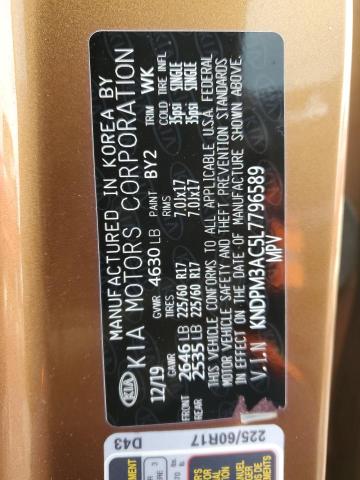 MANUFACTURED IN KOREA BY
KIA KIA MOTORS CORPORATION
12/19 GVWR 4630 LB PAINT BY2 TRIM WK
GAWR TIRES RIMS COLD TIRE INFL
FRONT 2646 LB 225/60 R17 7.0Jx17 35psi SINGLE
REAR 2535 LB 225/60 R17 7.0Jx17 35psi SINGLE
THIS VEHICLE CONFORMS TO ALL APPLICABLE U.S.A. FEDERAL
MOTOR VEHICLE SAFETY AND THEFT PREVENTION STANDARDS
IN EFFECT ON THE DATE OF MANUFACTURE SHOWN ABOVE.
V.I.N KNDPM3AC5L7796589
MPV
D43
225/60R17
3